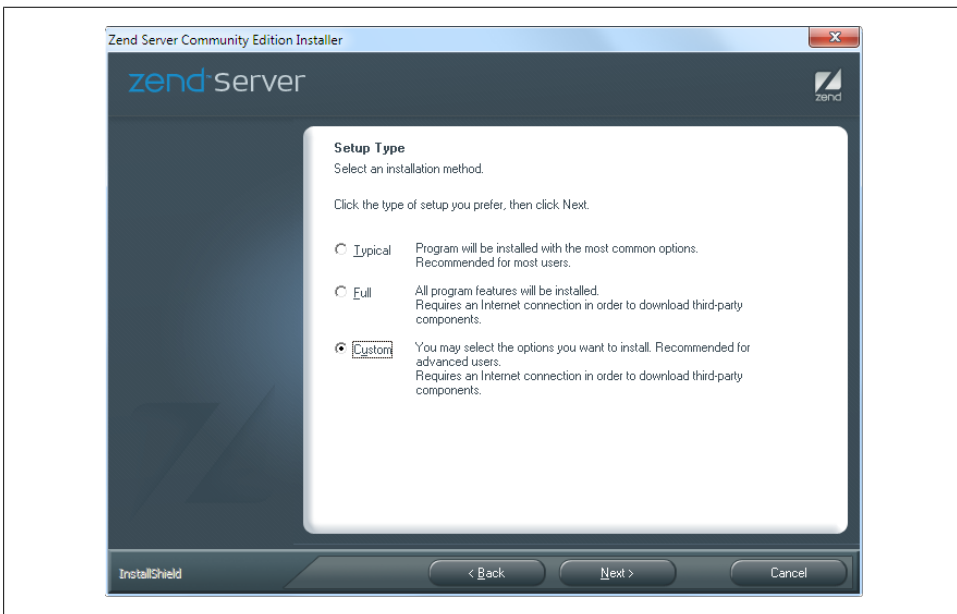 Zend Server Community Edition Installer
zend server
zend
Setup Type
Select an installation method.
Click the type of setup you prefer, then click Next.
Typical
Program will be installed with the most common options.
Recommended for most users.
Full
All program features will be installed.
Requires an Internet connection in order to download third-party
components.
Custom
You may select the options you want to install. Recommended for
advanced users.
Requires an Internet connection in order to download third-party
components.
InstallShield
< Back
Next >
Cancel